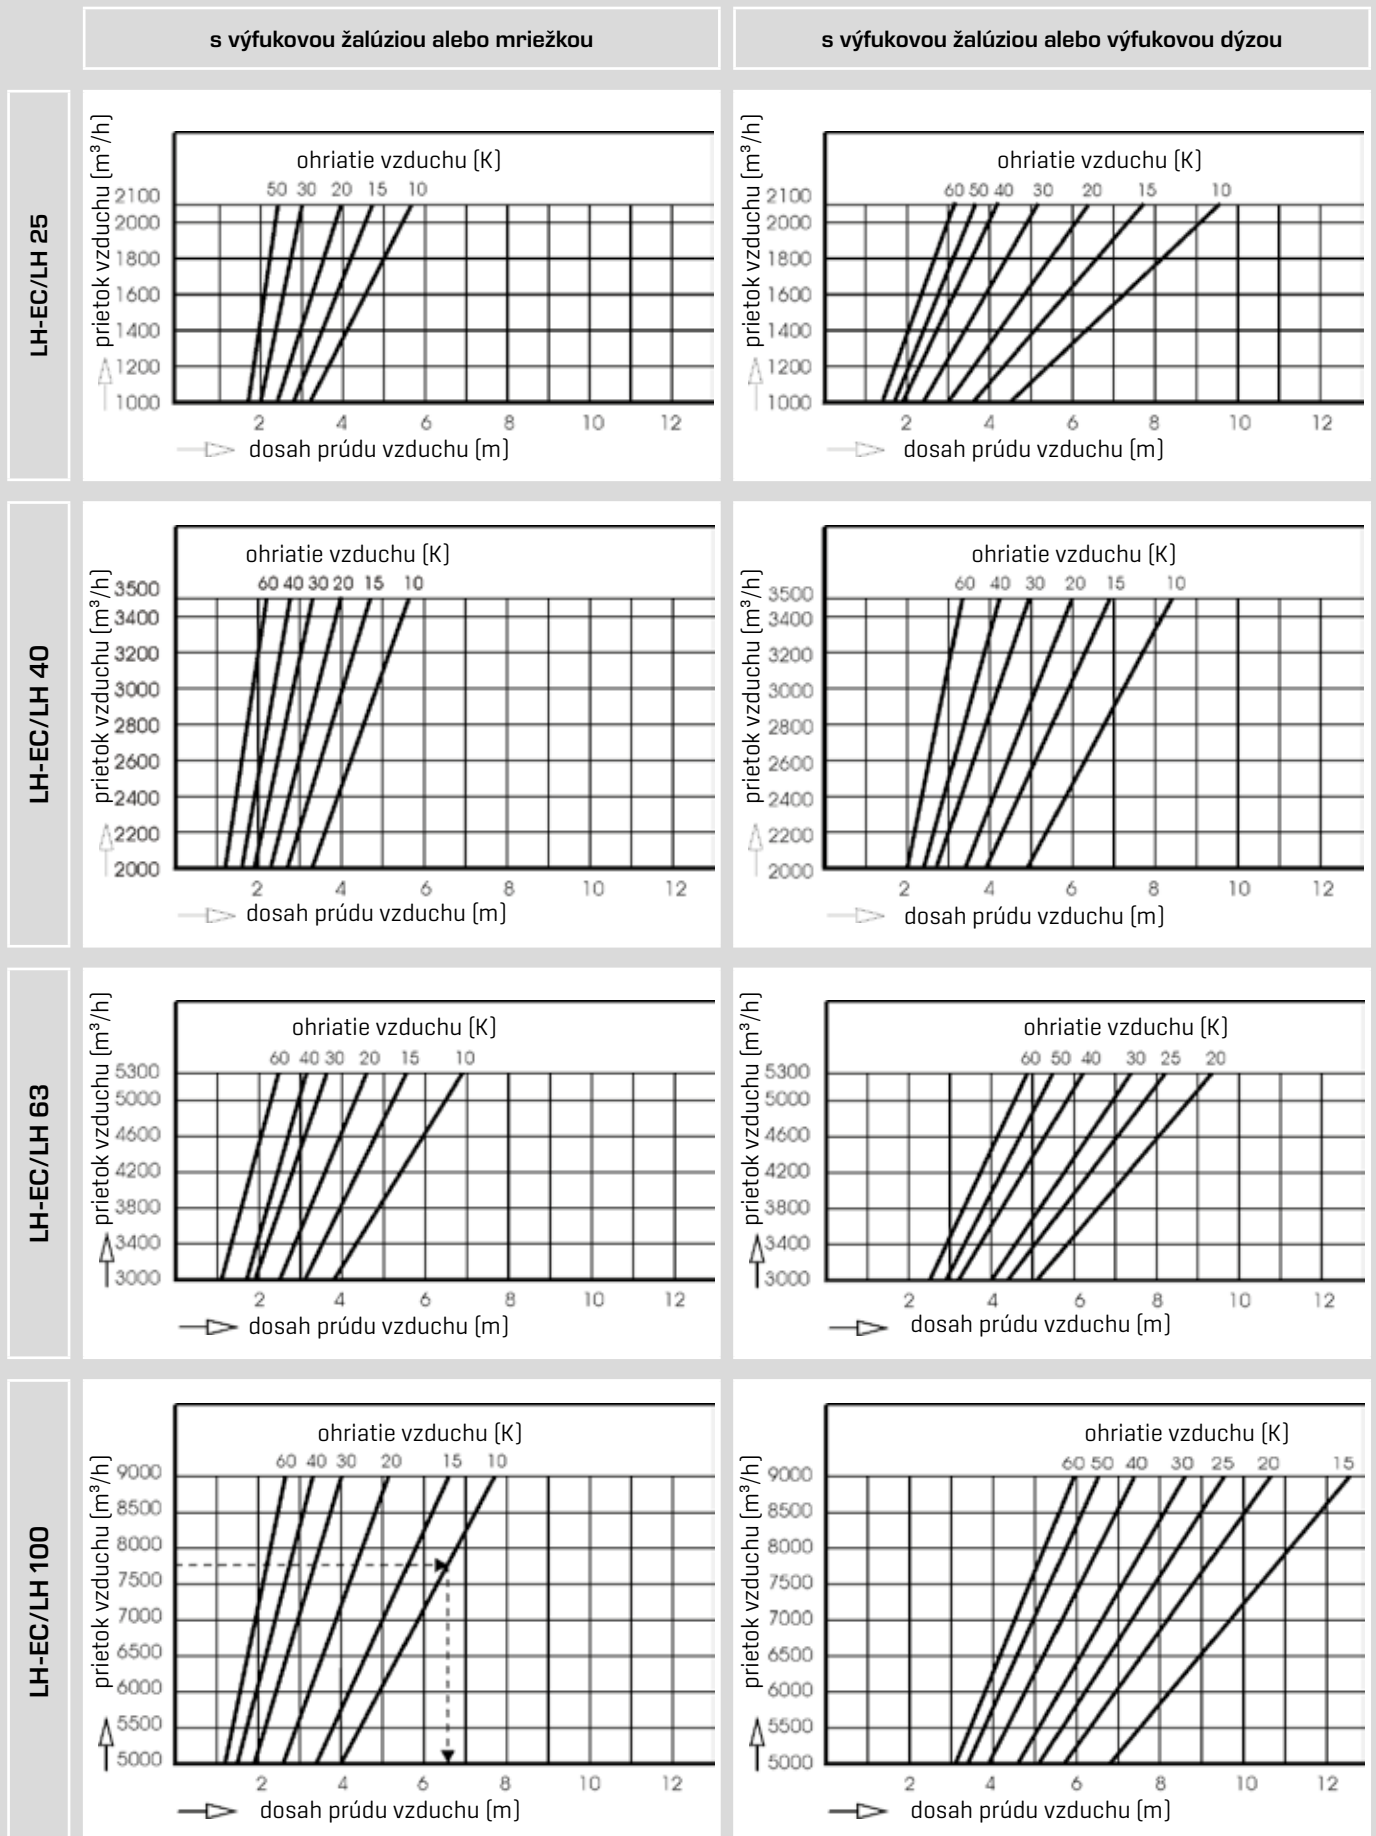 s výfukovou žalúziou alebo mriežkou
s výfukovou žalúziou alebo výfukovou dýzou
LH-EC/LH 25
prietok vzduchu (m³/h)
ohriatie vzduchu (K)
50 30 20 15 10
2100
2000
1800
1600
1400
1200
1000
2 4 6 8 10 12
dosah prúdu vzduchu (m)
prietok vzduchu (m³/h)
ohriatie vzduchu (K)
60 50 40 30 20 15 10
2100
2000
1800
1600
1400
1200
1000
2 4 6 8 10 12
dosah prúdu vzduchu (m)
LH-EC/LH 40
prietok vzduchu (m³/h)
ohriatie vzduchu (K)
60 40 30 20 15 10
3500
3400
3200
3000
2800
2600
2400
2200
2000
2 4 6 8 10 12
dosah prúdu vzduchu (m)
prietok vzduchu (m³/h)
ohriatie vzduchu (K)
60 40 30 20 15 10
3500
3400
3200
3000
2800
2600
2400
2200
2000
2 4 6 8 10 12
dosah prúdu vzduchu (m)
LH-EC/LH 63
prietok vzduchu (m³/h)
ohriatie vzduchu (K)
60 40 30 20 15 10
5300
5000
4600
4200
3800
3400
3000
2 4 6 8 10 12
dosah prúdu vzduchu (m)
prietok vzduchu (m³/h)
ohriatie vzduchu (K)
60 50 40 30 25 20
5300
5000
4600
4200
3800
3400
3000
2 4 6 8 10 12
dosah prúdu vzduchu (m)
LH-EC/LH 100
prietok vzduchu (m³/h)
ohriatie vzduchu (K)
60 40 30 20 15 10
9000
8500
8000
7500
7000
6500
6000
5500
5000
2 4 6 8 10 12
dosah prúdu vzduchu (m)
prietok vzduchu (m³/h)
ohriatie vzduchu (K)
60 50 40 30 25 20 15
9000
8500
8000
7500
7000
6500
6000
5500
5000
2 4 6 8 10 12
dosah prúdu vzduchu (m)